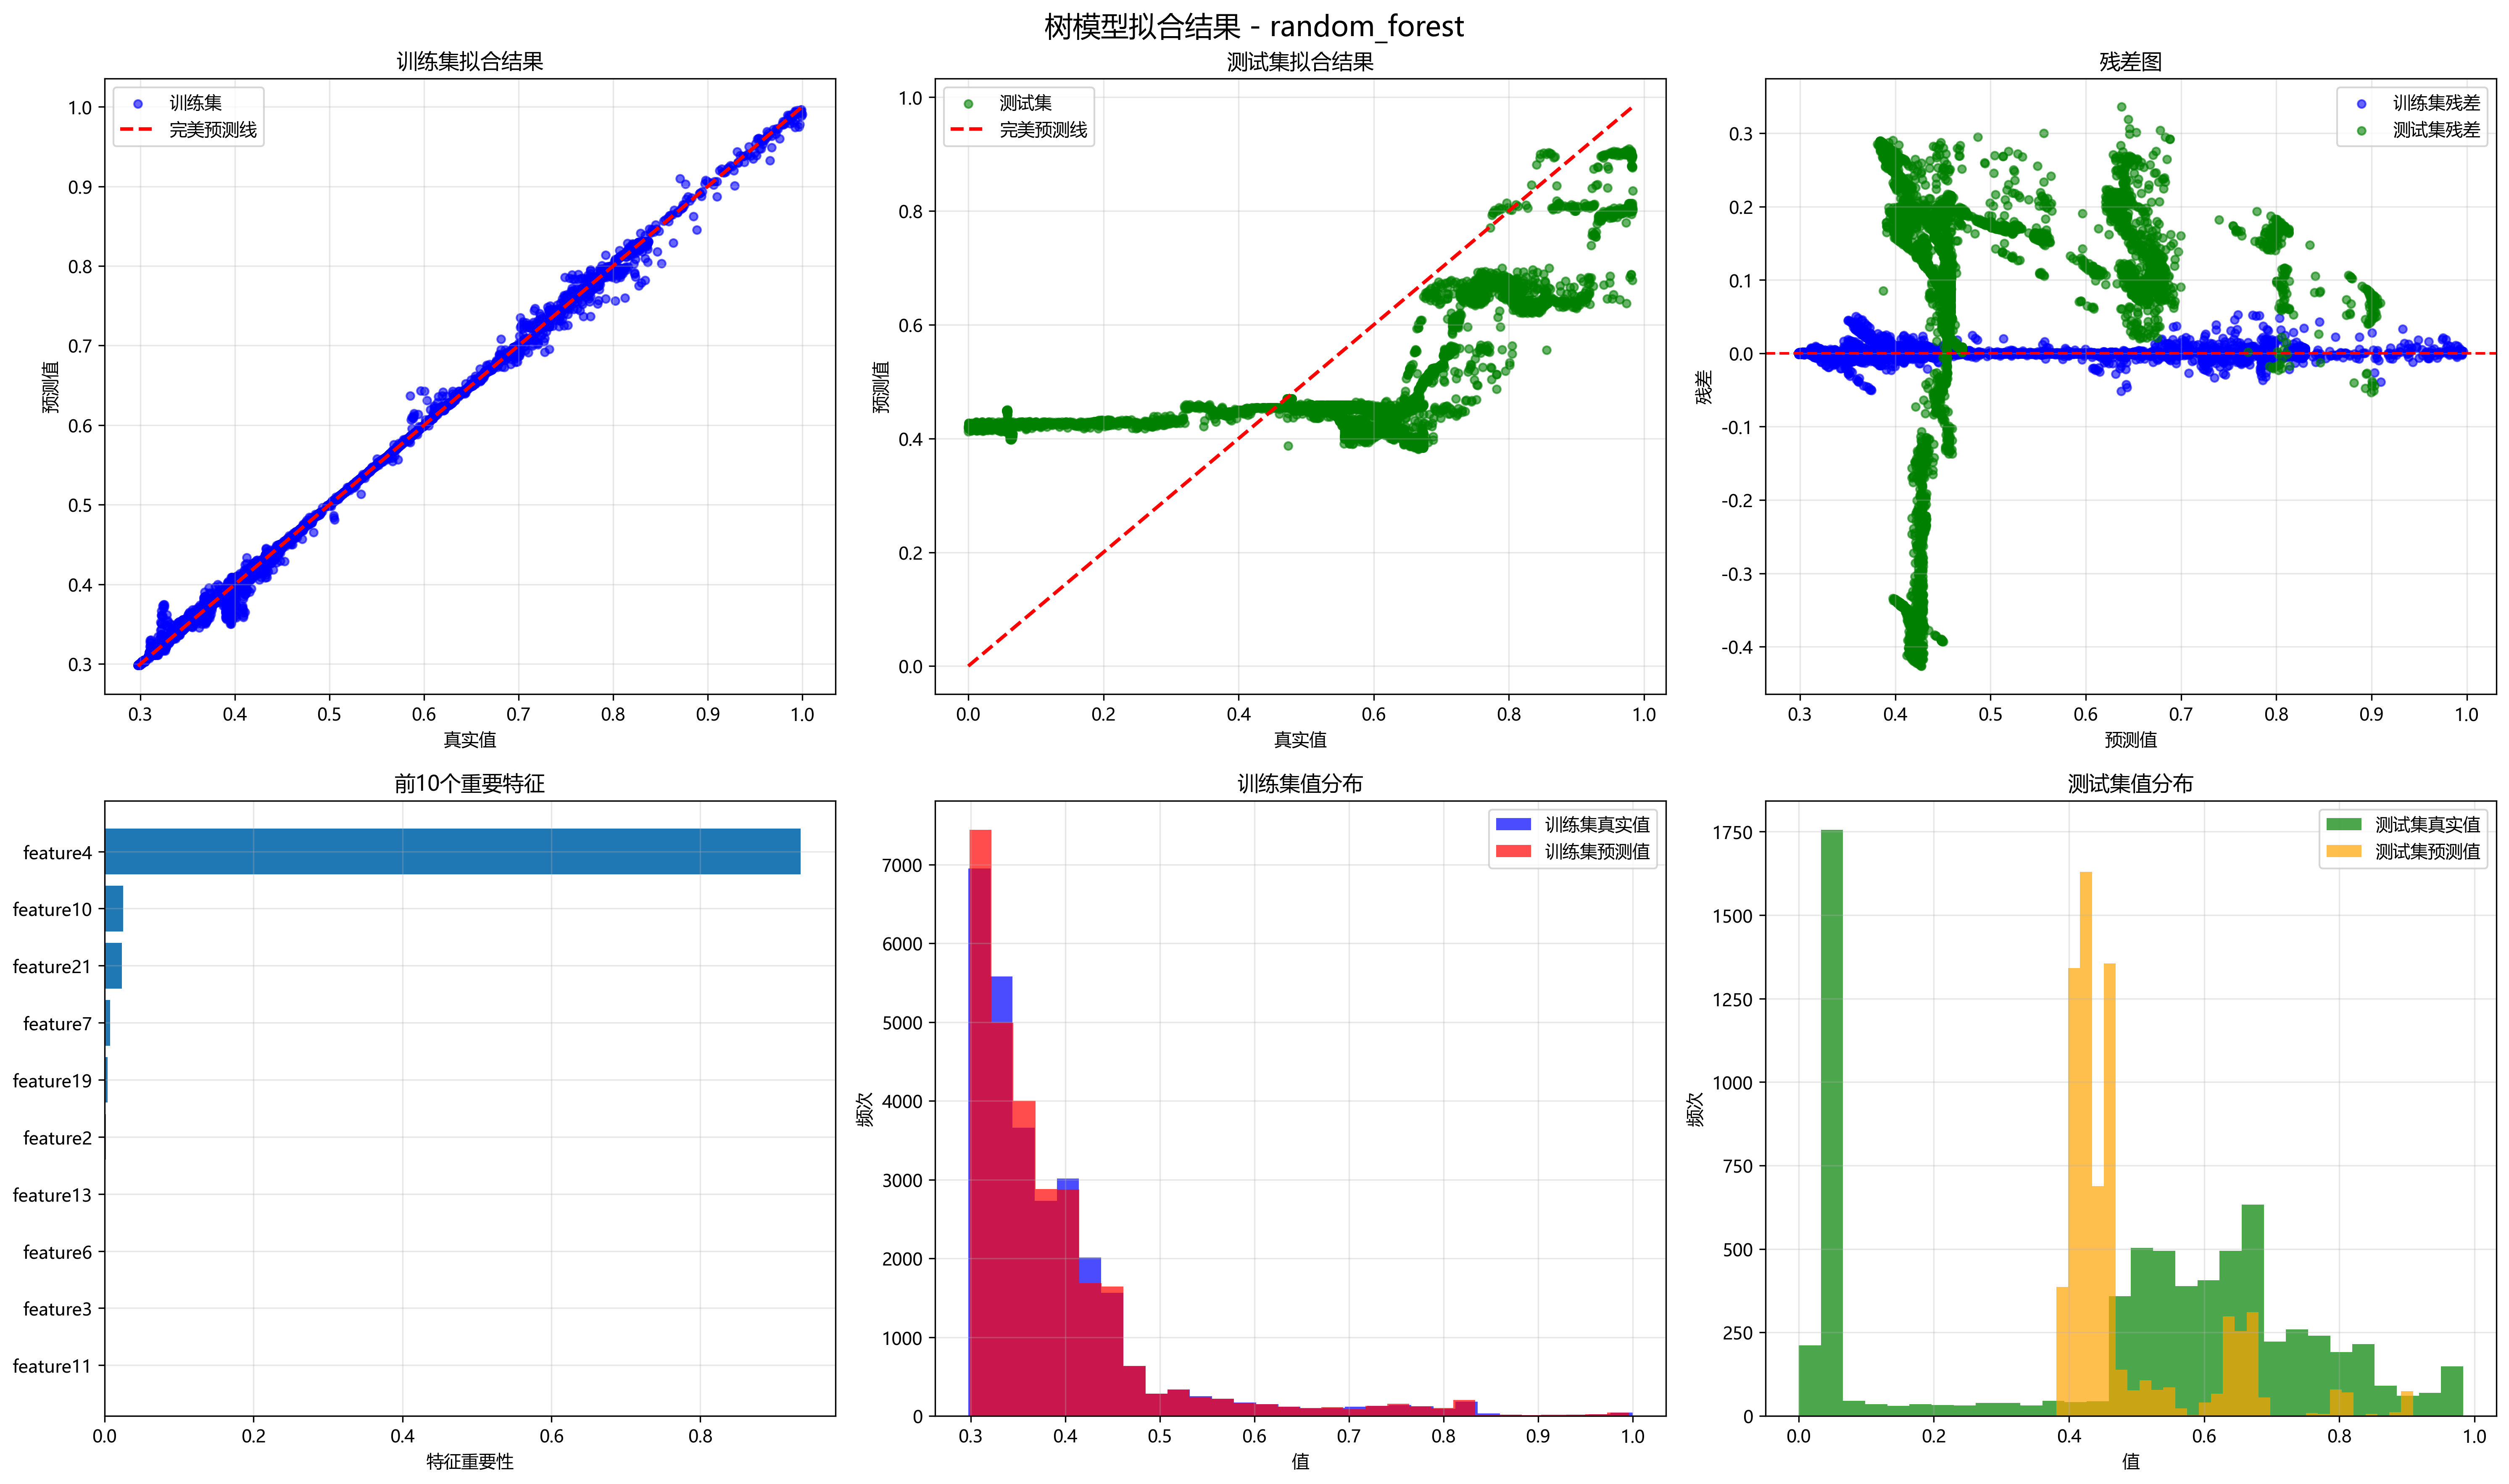 树模型拟合结果 - random_forest
训练集拟合结果
训练集
完美预测线
预测值
1.0
0.9
0.8
0.7
0.6
0.5
0.4
0.3
0.3 0.4 0.5 0.6 0.7 0.8 0.9 1.0
真实值
测试集拟合结果
测试集
完美预测线
预测值
1.0
0.8
0.6
0.4
0.2
0.0
0.0 0.2 0.4 0.6 0.8 1.0
真实值
残差图
训练集残差
测试集残差
残差
0.3
0.2
0.1
0.0
-0.1
-0.2
-0.3
-0.4
0.3 0.4 0.5 0.6 0.7 0.8 0.9 1.0
预测值
前10个重要特征
feature4
feature10
feature21
feature7
feature19
feature2
feature13
feature6
feature3
feature11
0.0 0.2 0.4 0.6 0.8
特征重要性
训练集值分布
训练集真实值
训练集预测值
频次
7000
6000
5000
4000
3000
2000
1000
0
0.3 0.4 0.5 0.6 0.7 0.8 0.9 1.0
值
测试集值分布
测试集真实值
测试集预测值
频次
1750
1500
1250
1000
750
500
250
0
0.0 0.2 0.4 0.6 0.8 1.0
值